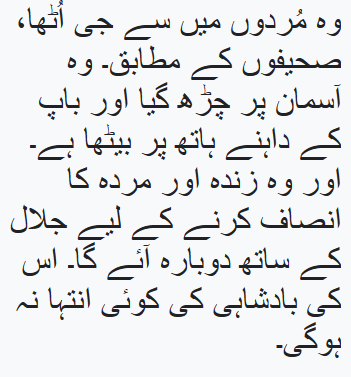 وہ مُردوں میں سے جی اُٹھا،
صحیفوں کے مطابق۔ وہ
آسمان پر چڑھ گیا اور باپ
کے داہنے ہاتھ پر بیٹھا ہے۔
اور وہ زندہ اور مردہ کا
انصاف کرنے کے لیے جلال
کے ساتھ دوبارہ آئے گا۔ اس
کی بادشاہی کی کوئی انتہا نہ
ہوگی۔